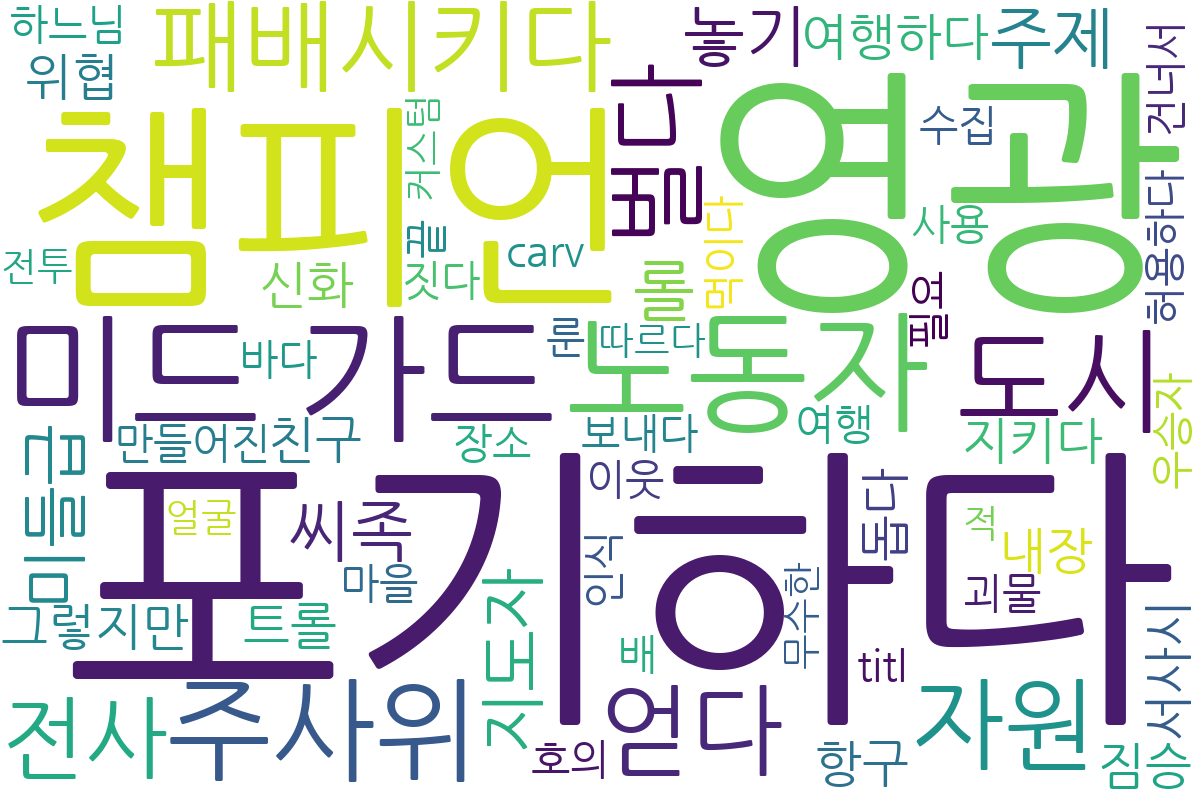 하느님
패배시키다
놓기
여행하다
주제
건너서
위협
챔피언
커스텀
벌다
영광
수집
전투
신화
끝
짓다
carv
롤
먹이다
사용
필여
허용하다
미드가드
바다
룬
따르다
노동자
도시
우승자
미들급
만들어진
친구
장소
보내다
여행
지키다
포기하다
얼굴
씨족
이웃
돕다
적
내장
인식
마을
무수한
괴물
그렇지만
트롤
지도자
배
titl
서사시
전사
주사위
얻다
호의
자원
항구
짐승